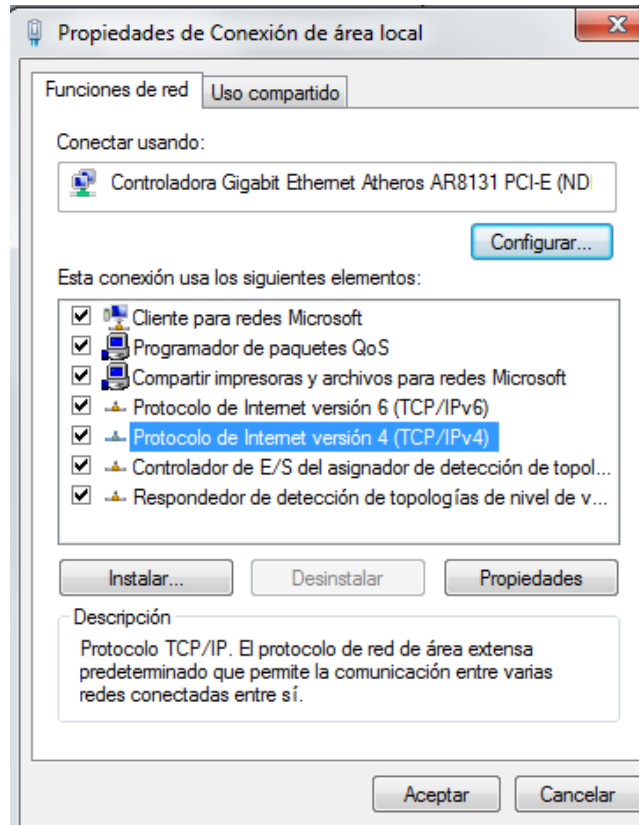 Propiedades de Conexión de área local
X
Funciones de red
Uso compartido
Conectar usando:
Controladora Gigabit Ethernet Atheros AR8131 PCI-E (ND
Configurar...
Esta conexión usa los siguientes elementos:
Cliente para redes Microsoft
Programador de paquetes QoS
Compartir impresoras y archivos para redes Microsoft
Protocolo de Internet versión 6 (TCP/IPv6)
Protocolo de Internet versión 4 (TCP/IPv4)
Controlador de E/S del asignador de detección de topol...
Respondedor de detección de topologías de nivel de v...
Instalar...
Desinstalar
Propiedades
Descripción
Protocolo TCP/IP. El protocolo de red de área extensa
predeterminado que permite la comunicación entre varias
redes conectadas entre sí.
Aceptar
Cancelar